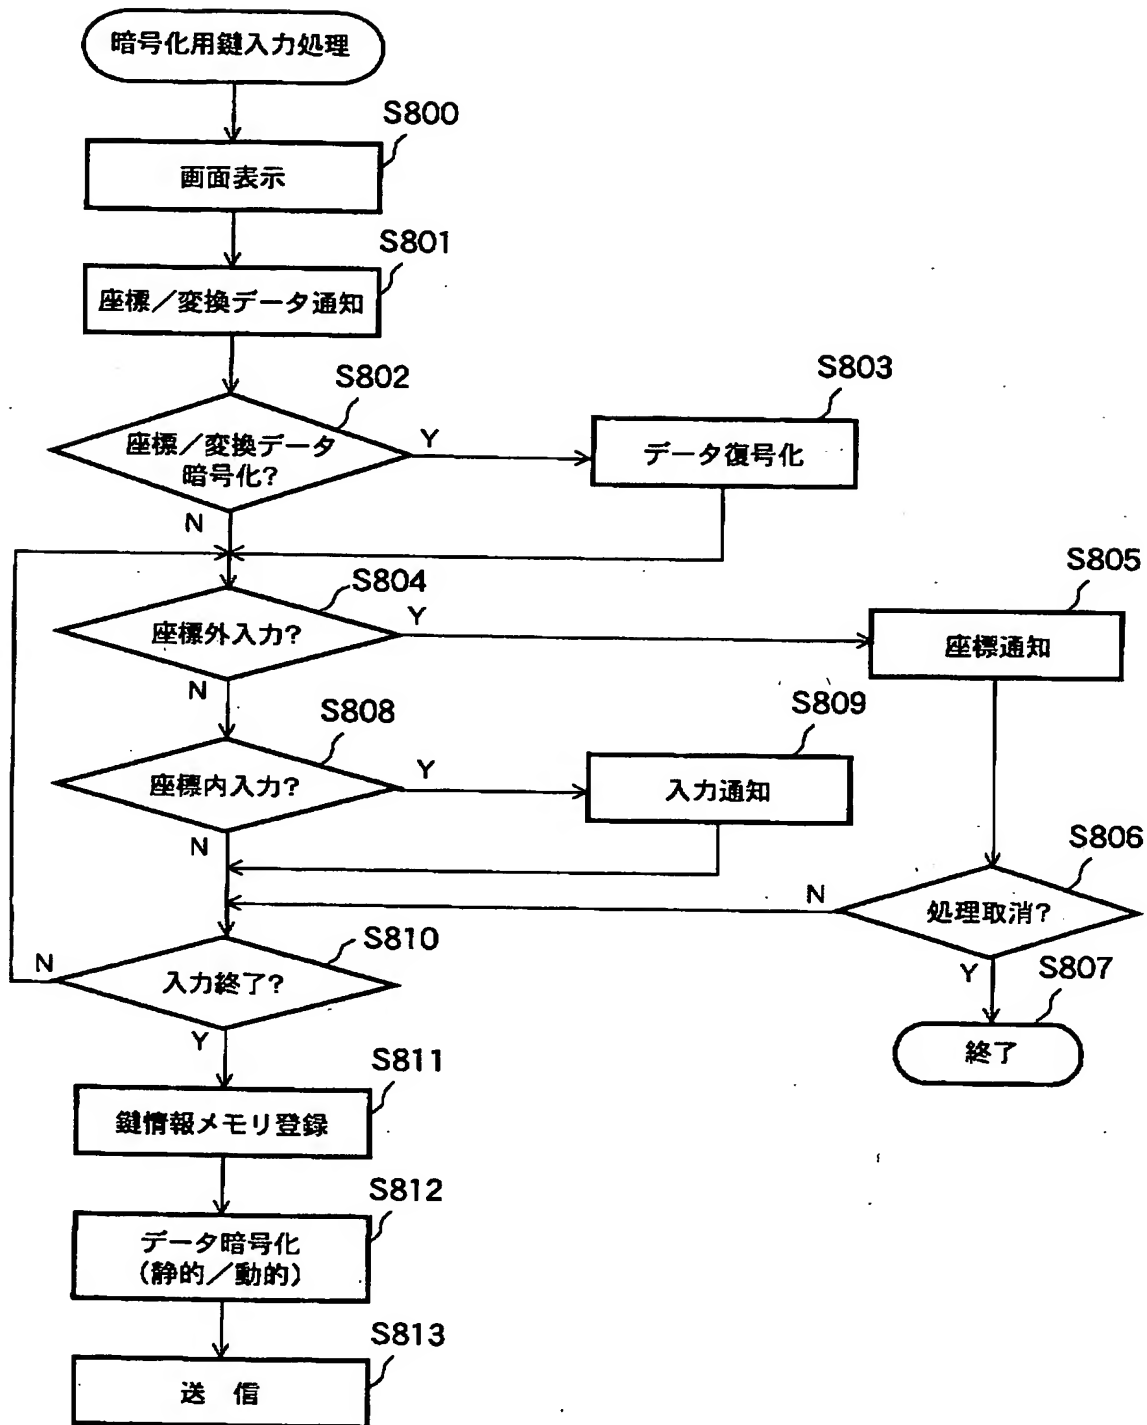 暗号化用鍵入力処理
S800
画面表示
S801
座標／変換データ通知
S802
座標／変換データ
暗号化?
Y
N
S803
データ復号化
S804
座標外入力?
Y
N
S805
座標通知
S808
座標内入力?
Y
N
S809
入力通知
S806
処理取消?
N
Y
S807
終了
S810
入力終了?
N
Y
S811
鍵情報メモリ登録
S812
データ暗号化
(静的／動的)
S813
送 信